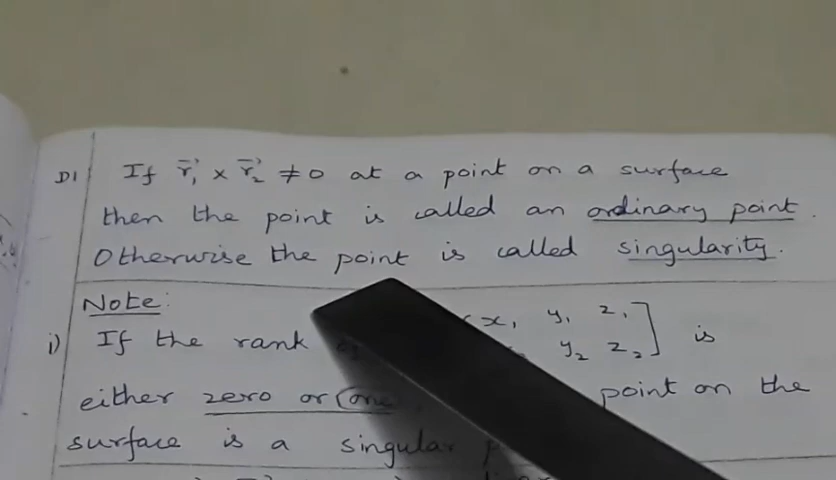 D1 If r⃗₁ × r⃗₂ ≠ 0 at a point on a surface
then the point is called an ordinary point.
Otherwise the point is called singularity.
Note:
i) If the rank x₁ y₁ z₁
y₂ z₂ ] is
either zero or one point on the
surface is a singular